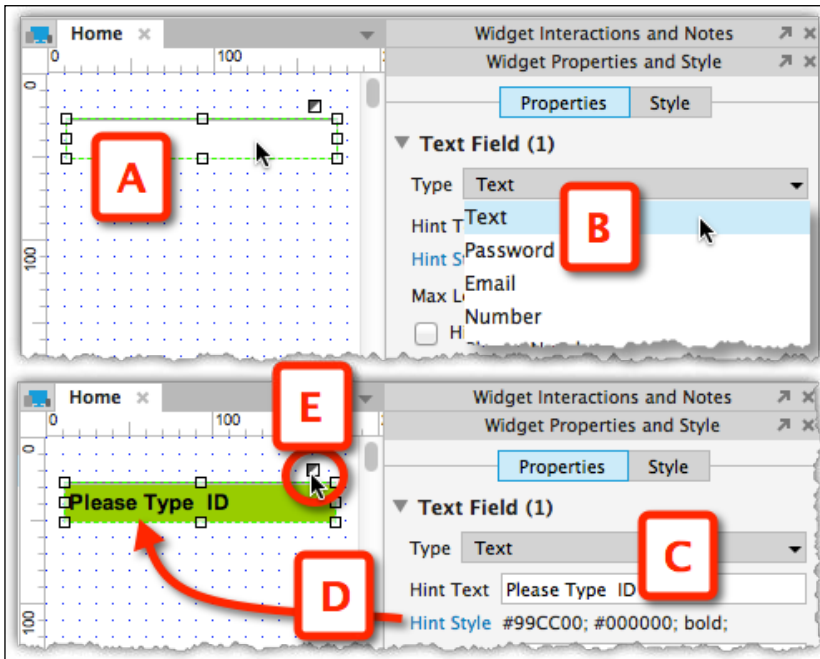 Home
Widget Interactions and Notes
0 100
Widget Properties and Style
0
Properties Style
Text Field (1)
A
Type Text
B
Hint T
Text
Hint S
Password
100
Email
Max L
Number
Hi
Home
E
Widget Interactions and Notes
0 100
Widget Properties and Style
0
Properties Style
Please Type ID
Text Field (1)
Type Text
C
D
Hint Text Please Type ID
Hint Style #99CC00; #000000; bold;
100